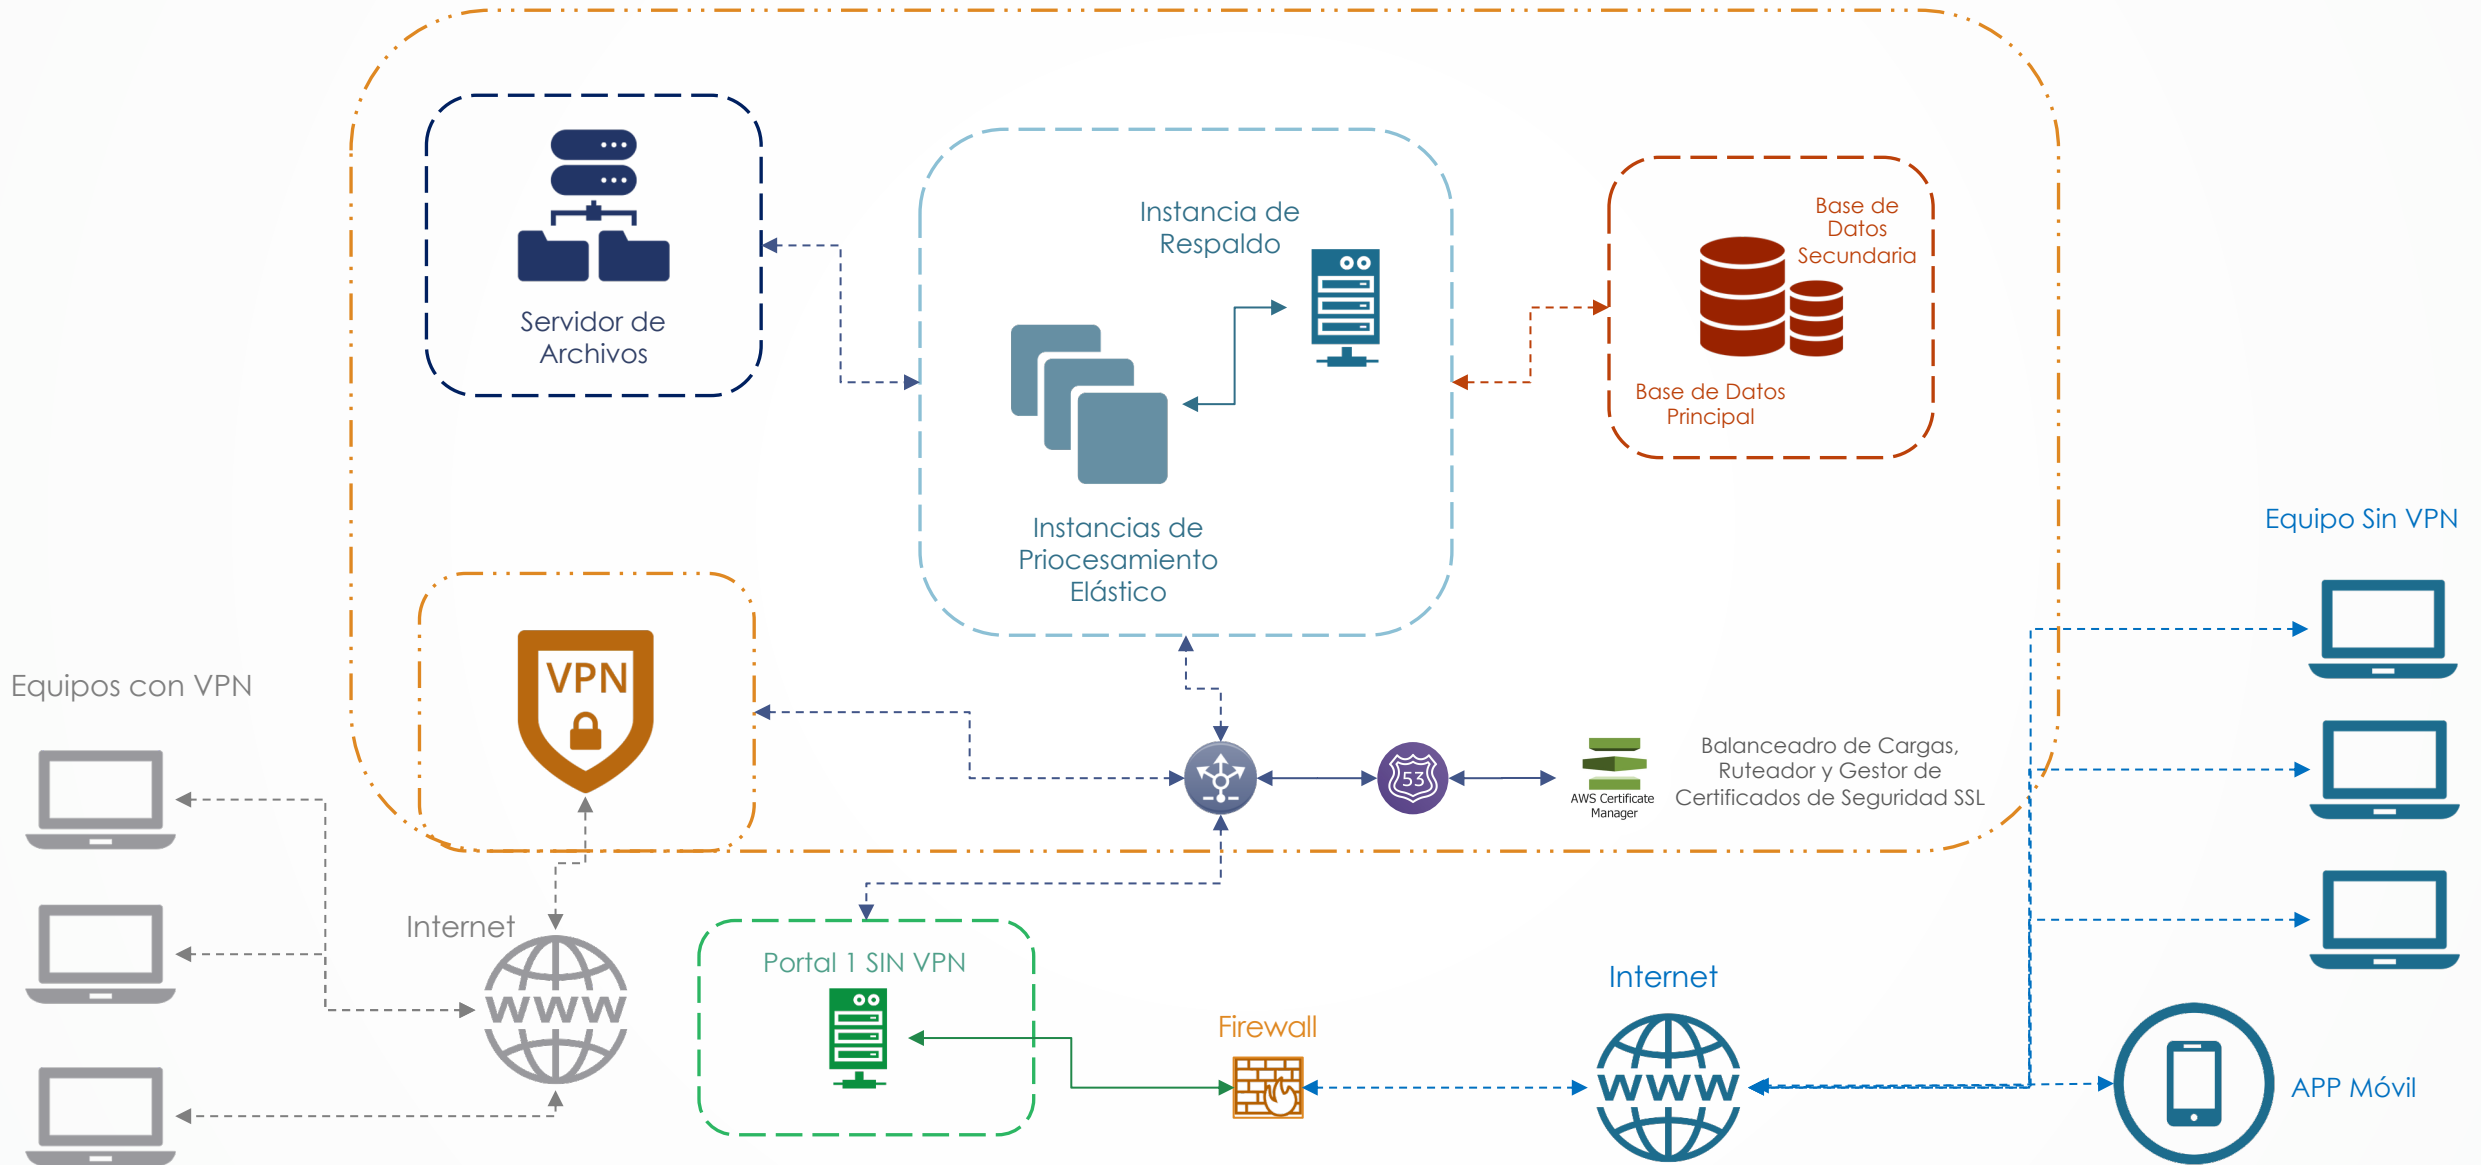 Servidor de
Archivos
Instancia de
Respaldo
Instancias de
Priocesamiento
Elástico
Base de
Datos
Secundaria
Base de Datos
Principal
Equipo Sin VPN
Equipos con VPN
VPN
53
AWS Certificate
Manager
Balanceadro de Cargas,
Ruteador y Gestor de
Certificados de Seguridad SSL
Internet
WWW
Portal 1 SIN VPN
Firewall
Internet
WWW
APP Móvil